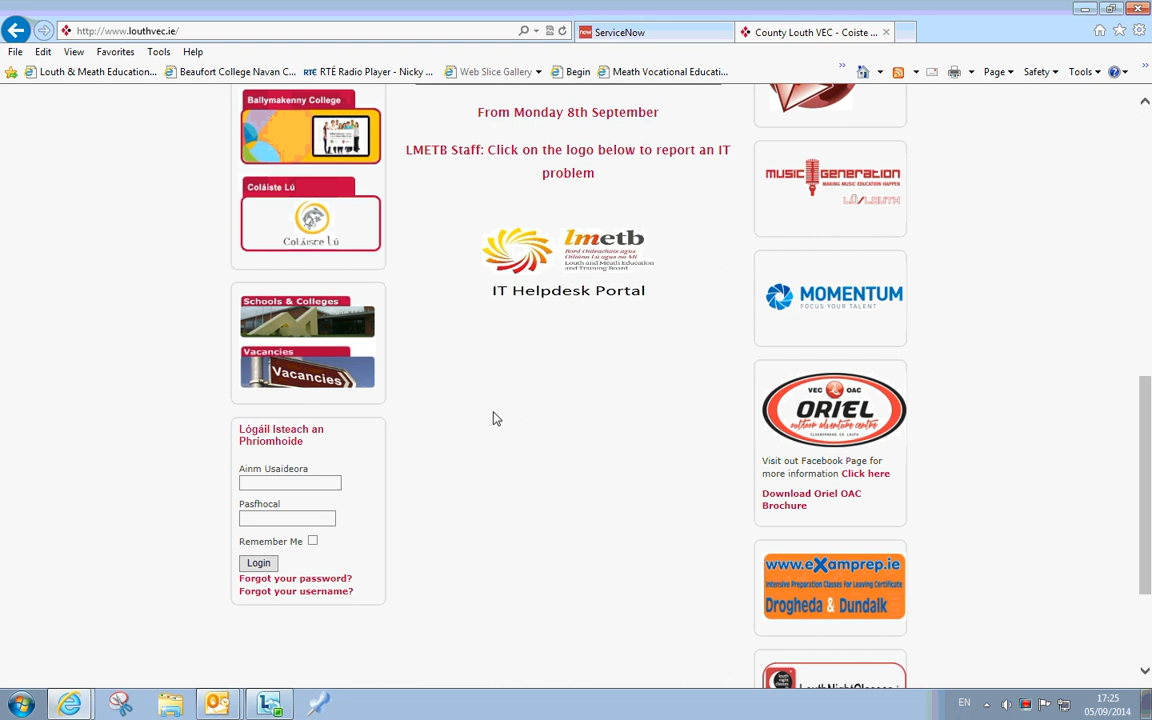 http://www.louthvec.ie/
ServiceNow
County Louth VEC - Coiste ...
File Edit View Favorites Tools Help
Louth & Meath Education...
Beaufort College Navan C...
RTÉ RTÉ Radio Player - Nicky ...
Web Slice Gallery
Begin
Meath Vocational Educati...
Page
Safety
Tools
Ballymakenny College
Coláiste Lú
Coláiste Lú
Schools & Colleges
Vacancies
Vacancies
Lógáil Isteach an
Phriomhoide
Ainm Usaideora
Pasfhocal
Remember Me
Login
Forgot your password?
Forgot your username?
From Monday 8th September
LMETB Staff: Click on the logo below to report an IT
problem
lmetb
Bord Oideachais agus
Oiliúna Lú agus na Mí
Louth and Meath Education
and Training Board
IT Helpdesk Portal
music generation
MAKING MUSIC EDUCATION HAPPEN
LÚ/LOUTH
MOMENTUM
FOCUS YOUR TALENT
VEC OAC
ORIEL
outdoor adventure centre
CLOGHERHEAD, CO. LOUTH
Visit out Facebook Page for
more information Click here
Download Oriel OAC
Brochure
www.eXamprep.ie
Intensive Preparation Classes for Leaving Certificate
Drogheda & Dundalk
EN
17:25
05/09/2014